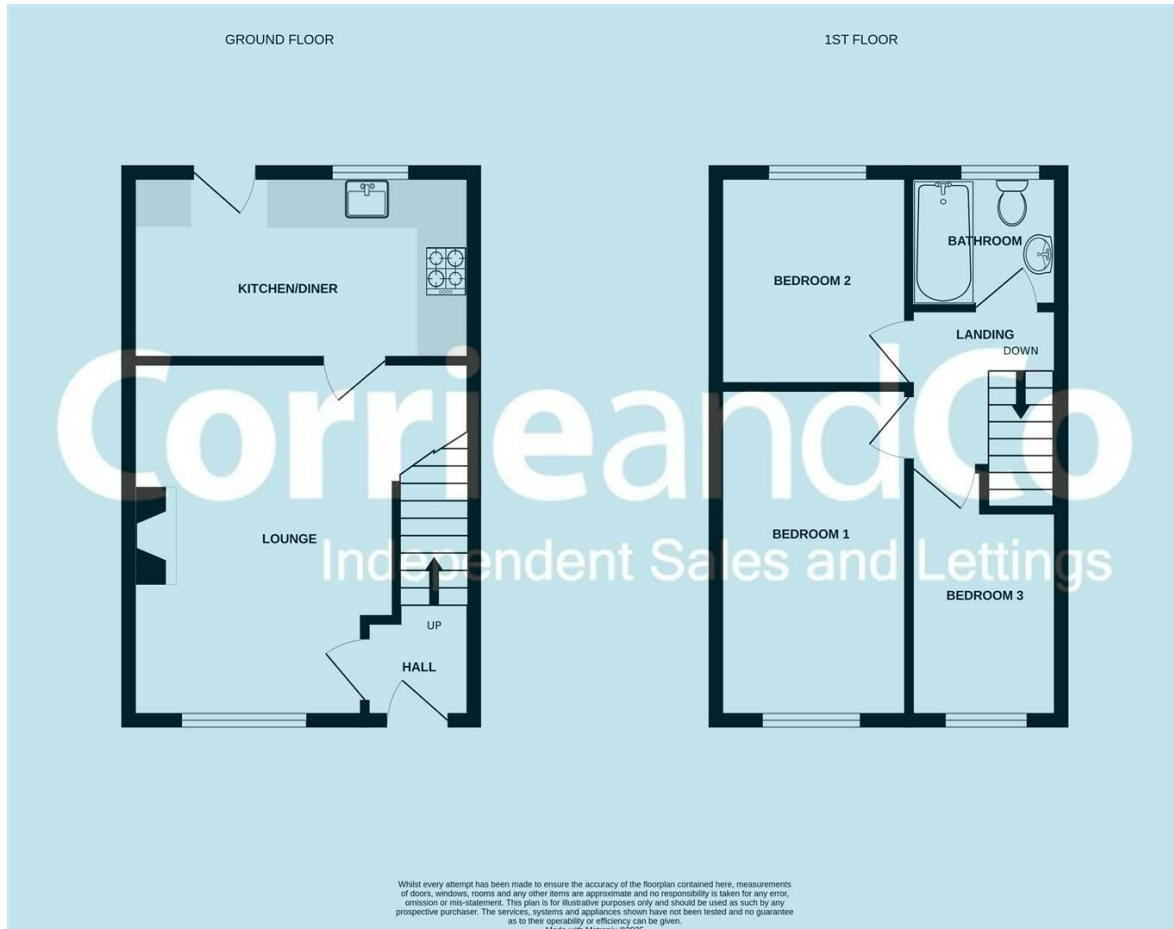 GROUND FLOOR
1ST FLOOR
KITCHEN/DINER
LOUNGE
UP
HALL
BEDROOM 2
BATHROOM
LANDING
DOWN
BEDROOM 1
BEDROOM 3
CorrieandCo
Independent Sales and Lettings
Whilst every attempt has been made to ensure the accuracy of the floorplan contained here, measurements
of doors, windows, rooms and any other items are approximate and no responsibility is taken for any error,
omission or mis-statement. This plan is for illustrative purposes only and should be used as such by any
prospective purchaser. The services, systems and appliances shown have not been tested and no guarantee
as to their operability or efficiency can be given.
Made with Metropix ©2025